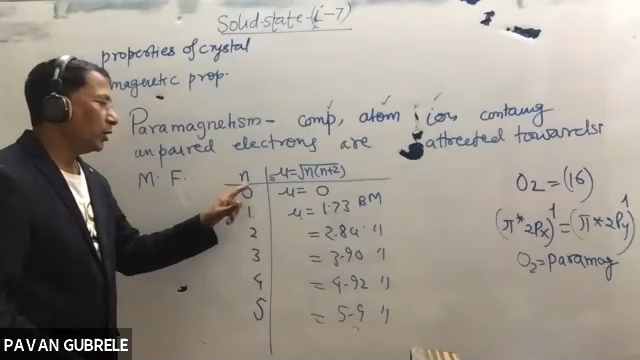 Solid state-(L-7)
properties of crystal
magnetic prop.
Paramagnetism - comp, atom, ion containg
unpaired electrons are attracted towards
M. F.
n μ=√n(n+2)
0 μ= 0
1 μ= 1.73 BM
2 = 2.84 "
3 = 3.90 "
4 = 4.92 "
5 = 5-9 "
O2 = (16)
(π*2Px)1 = (π*2Py)1
O2=paramag
PAVAN GUBRELE